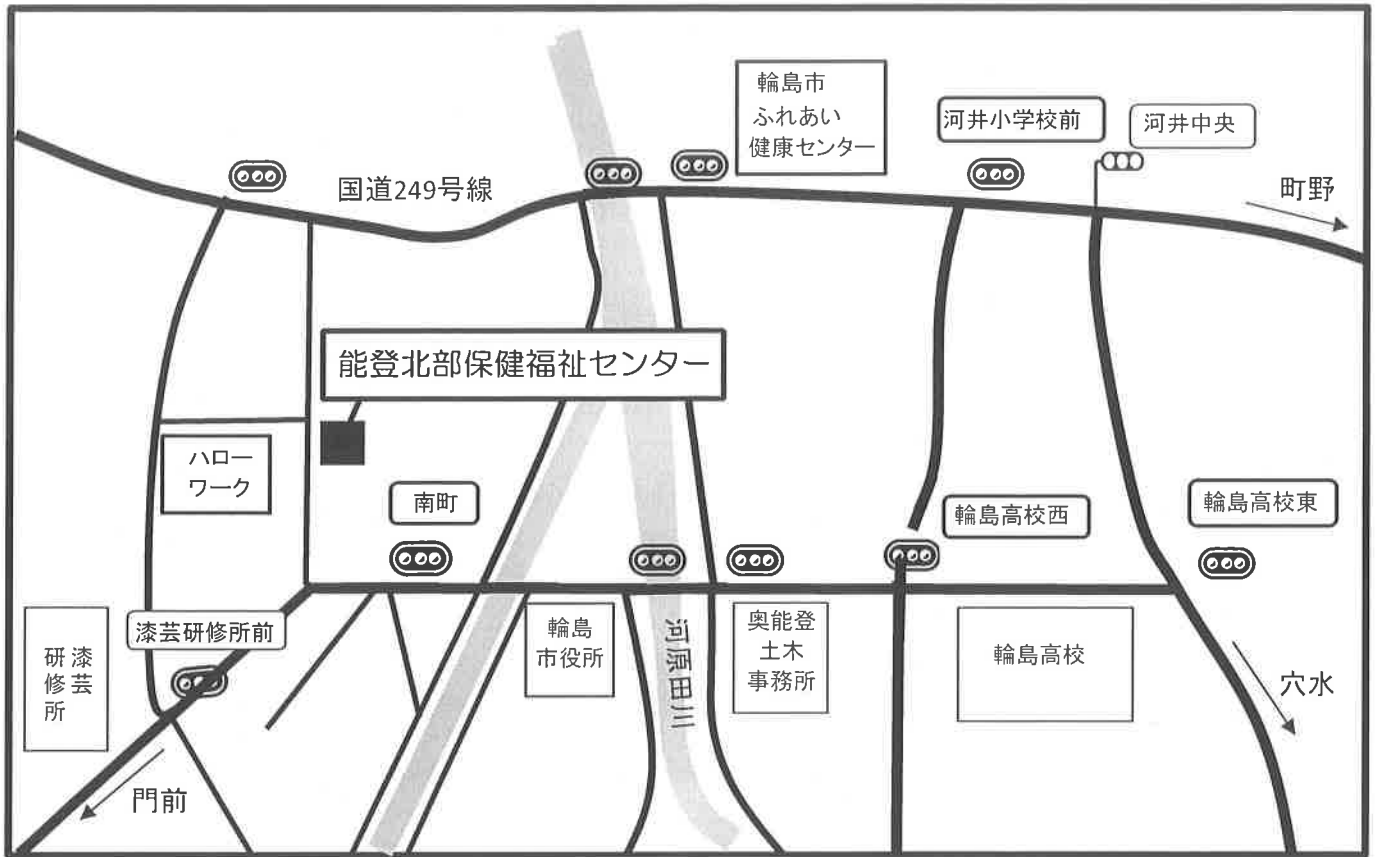 輪島市
ふれあい
健康センター
河井小学校前
河井中央
国道249号線
町野
能登北部保健福祉センター
ハロー
ワーク
南町
輪島高校西
輪島高校東
漆芸研修所前
漆芸
研修所
輪島
市役所
河原田川
奥能登
土木
事務所
輪島高校
穴水
門前